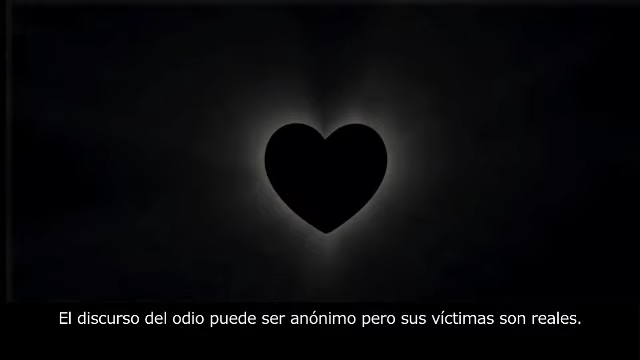 El discurso del odio puede ser anónimo pero sus víctimas son reales.